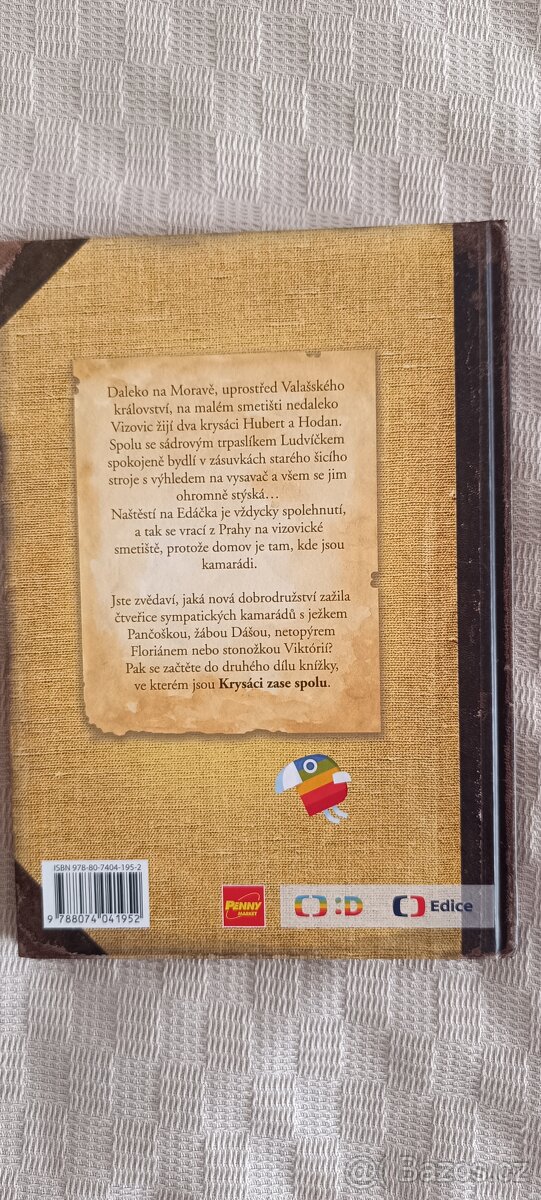 Daleko na Moravě, uprostřed Valašského
království, na malém smetišti nedaleko
Vizovic žijí dva krysáci Hubert a Hodan.
Spolu se sádrovým trpaslíkem Ludvíčkem
spokojeně bydlí v zásuvkách starého šicího
stroje s výhledem na vysavač a všem se jim
ohromně stýská…
Naštěstí na Edáčka je vždycky spolehnutí,
a tak se vrací z Prahy na vizovické
smetiště, protože domov je tam, kde jsou
kamarádi.
Jste zvědaví, jaká nová dobrodružství zažila
čtveřice sympatických kamarádů s ježkem
Pančoškou, žábou Dášou, netopýrem
Floriánem nebo stonožkou Viktórií?
Pak se začtěte do druhého dílu knížky,
ve kterém jsou Krysáci zase spolu.
ISBN 978-80-7404-195-2
9 788074 041952
PENNY
MARKET
:D
Edice
@ Bazos.cz